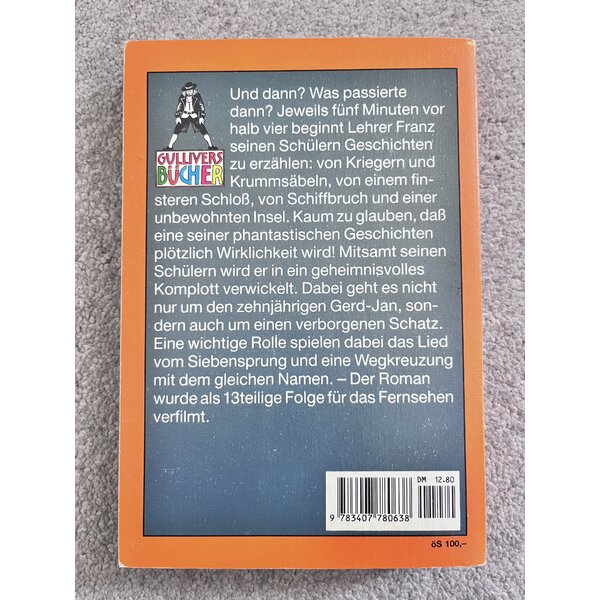 GULLIVERS
BÜCHER
Und dann? Was passierte
dann? Jeweils fünf Minuten vor
halb vier beginnt Lehrer Franz
seinen Schülern Geschichten
zu erzählen: von Kriegern und
Krummsäbeln, von einem fin-
steren Schloß, von Schiffbruch und einer
unbewohnten Insel. Kaum zu glauben, daß
eine seiner phantastischen Geschichten
plötzlich Wirklichkeit wird! Mitsamt seinen
Schülern wird er in ein geheimnisvolles
Komplott verwickelt. Dabei geht es nicht
nur um den zehnjährigen Gerd-Jan, son-
dern auch um einen verborgenen Schatz.
Eine wichtige Rolle spielen dabei das Lied
vom Siebensprung und eine Wegkreuzung
mit dem gleichen Namen. – Der Roman
wurde als 13teilige Folge für das Fernsehen
verfilmt.
DM 12.80
9 783407 780638
öS 100,–